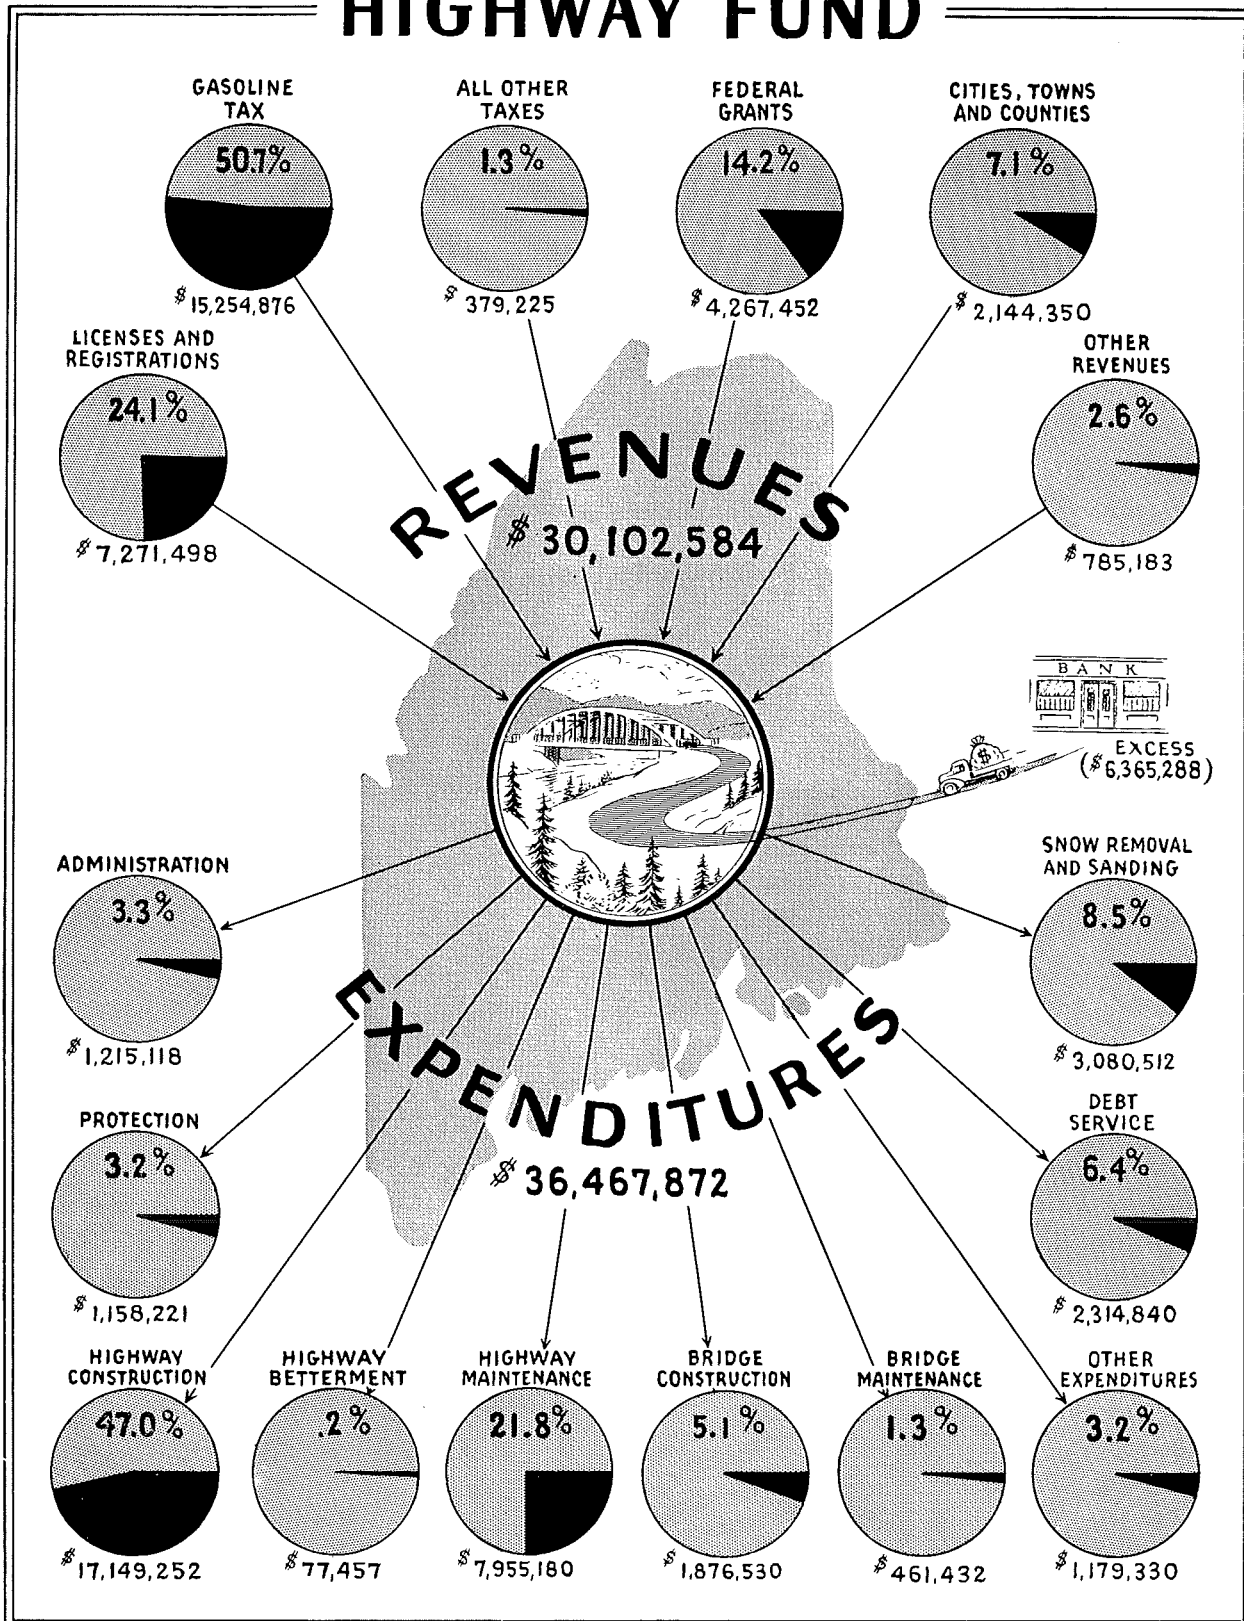 HIGHWAY FUND
GASOLINE
TAX
50.7%
$ 15,254,876
ALL OTHER
TAXES
1.3%
$ 379,225
FEDERAL
GRANTS
14.2%
$ 4,267,452
CITIES, TOWNS
AND COUNTIES
7.1%
$ 2,144,350
LICENSES AND
REGISTRATIONS
24.1%
$ 7,271,498
OTHER
REVENUES
2.6%
$ 785,183
REVENUES
$ 30,102,584
BANK
EXCESS
($ 6,365,288)
ADMINISTRATION
3.3%
$ 1,215,118
SNOW REMOVAL
AND SANDING
8.5%
$ 3,080,512
EXPENDITURES
$ 36,467,872
PROTECTION
3.2%
$ 1,158,221
DEBT
SERVICE
6.4%
$ 2,314,840
HIGHWAY
CONSTRUCTION
47.0%
$ 17,149,252
HIGHWAY
BETTERMENT
.2%
$ 77,457
HIGHWAY
MAINTENANCE
21.8%
$ 7,955,180
BRIDGE
CONSTRUCTION
5.1%
$ 1,876,530
BRIDGE
MAINTENANCE
1.3%
$ 461,432
OTHER
EXPENDITURES
3.2%
$ 1,179,330